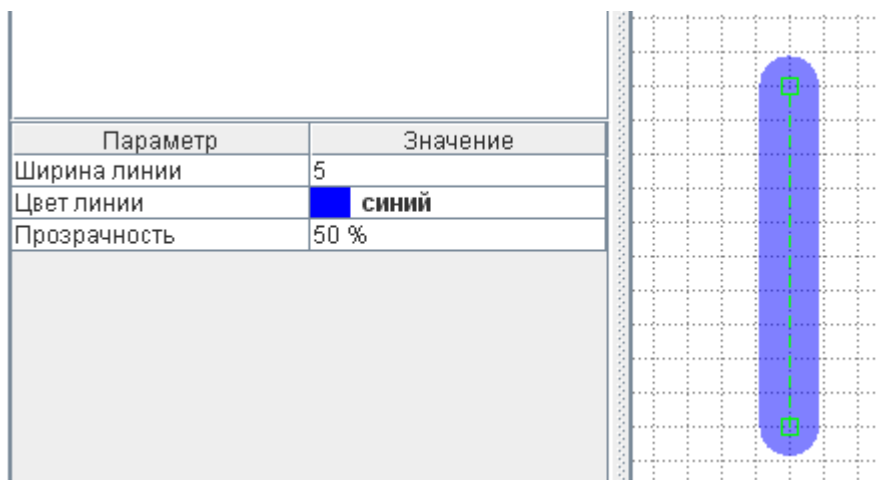 Параметр Значение
Ширина линии 5
Цвет линии синий
Прозрачность 50 %